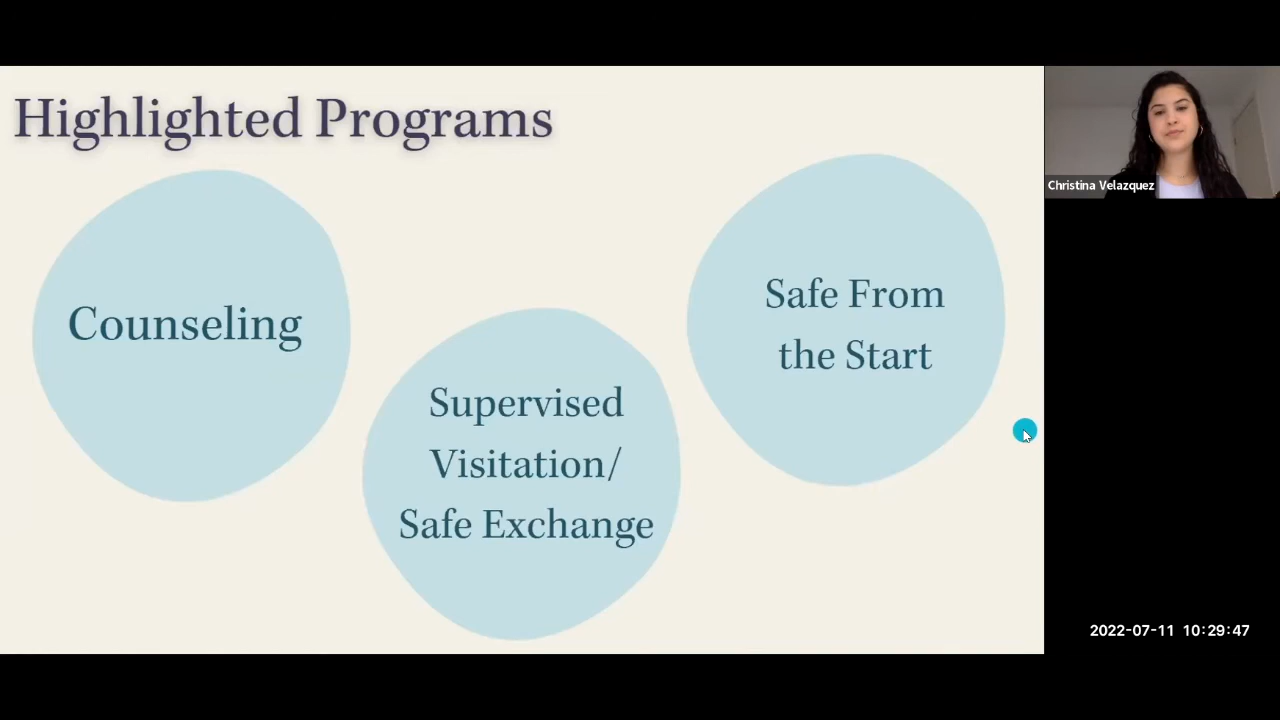 Highlighted Programs
Counseling
Supervised
Visitation/
Safe Exchange
Safe From
the Start
Christina Velazquez
2022-07-11 10:29:47